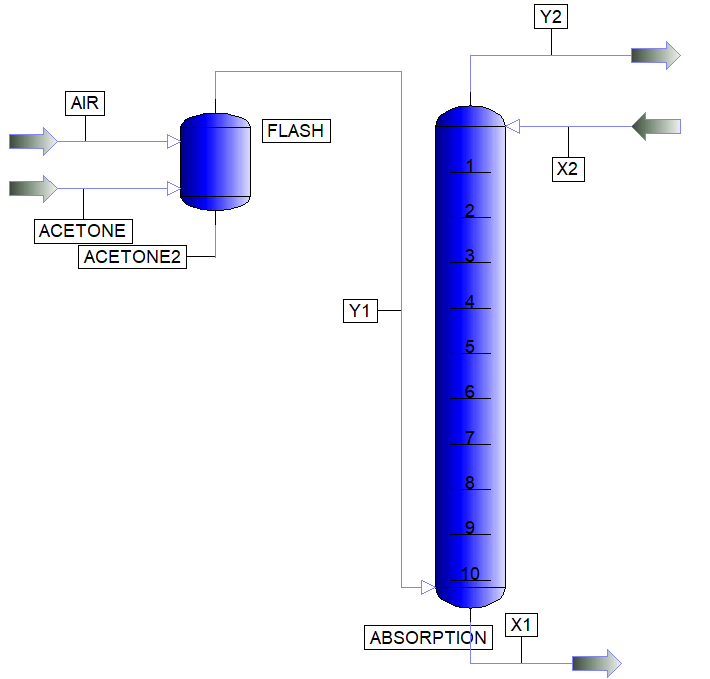 Y2
AIR
FLASH
X2
1
2
ACETONE
ACETONE2
3
Y1
4
5
6
7
8
9
10
X1
ABSORPTION